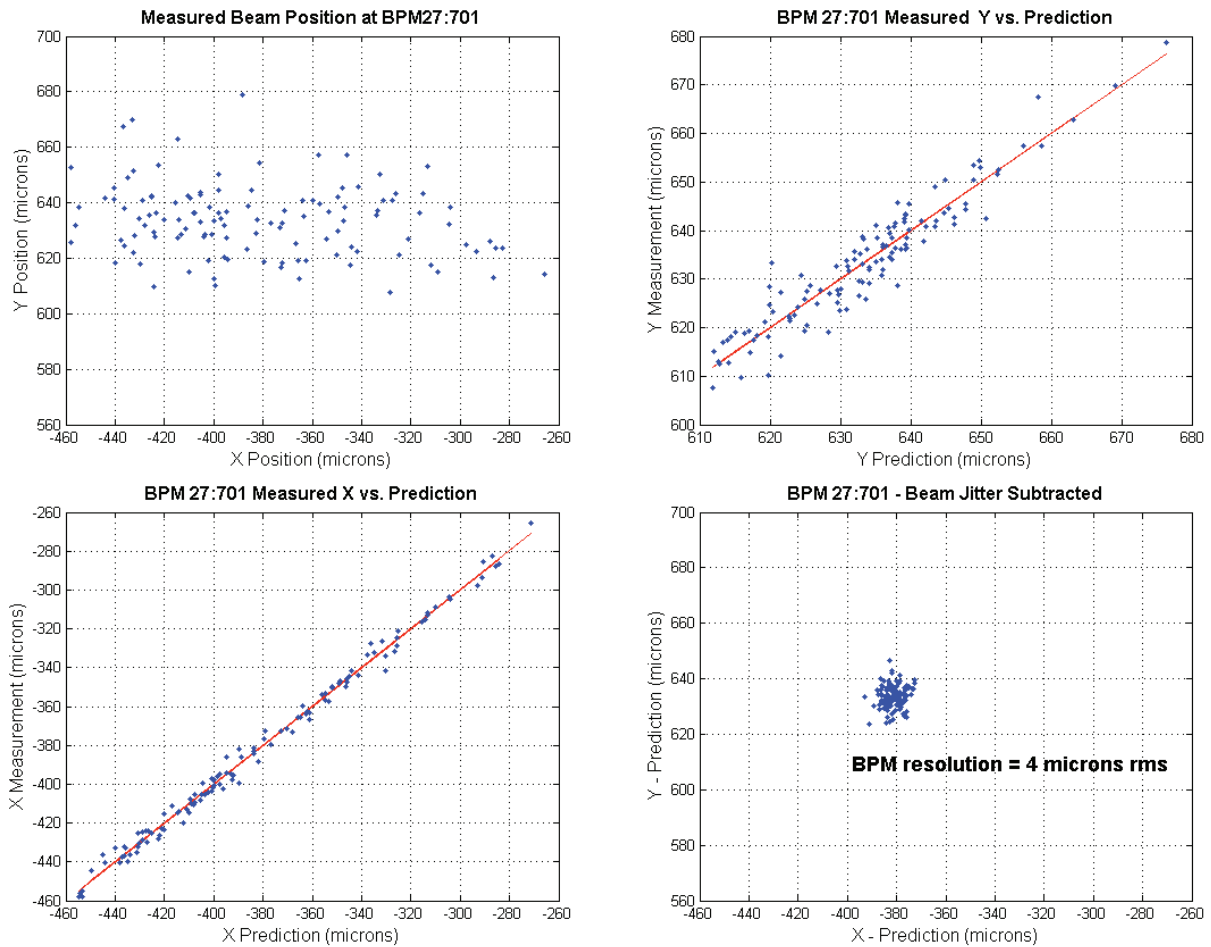 Measured Beam Position at BPM27:701
700
680
660
640
620
600
580
560
Y Position (microns)
-460 -440 -420 -400 -380 -360 -340 -320 -300 -280 -260
X Position (microns)
BPM 27:701 Measured Y vs. Prediction
680
670
660
650
640
630
620
610
600
Y Measurement (microns)
610 620 630 640 650 660 670 680
Y Prediction (microns)
BPM 27:701 Measured X vs. Prediction
-260
-280
-300
-320
-340
-360
-380
-400
-420
-440
-460
X Measurement (microns)
-460 -440 -420 -400 -380 -360 -340 -320 -300 -280 -260
X Prediction (microns)
BPM 27:701 - Beam Jitter Subtracted
700
680
660
640
620
600
580
560
Y - Prediction (microns)
BPM resolution = 4 microns rms
-460 -440 -420 -400 -380 -360 -340 -320 -300 -280 -260
X - Prediction (microns)